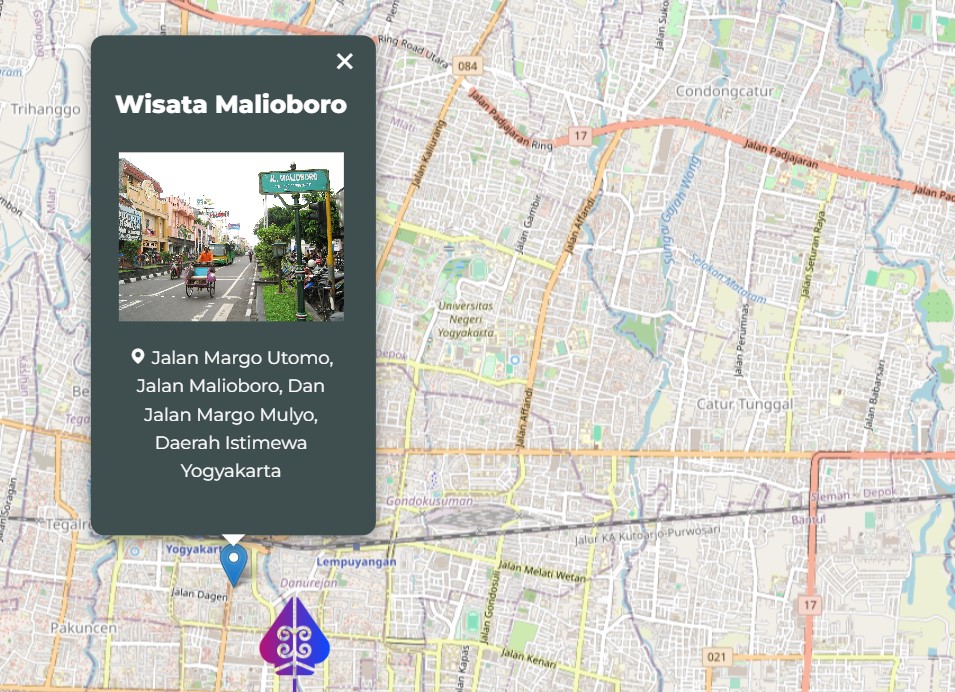 Wisata Malioboro
JL. MALIOBORO
Jalan Margo Utomo,
Jalan Malioboro, Dan
Jalan Margo Mulyo,
Daerah Istimewa
Yogyakarta
Ring Road Utara
084
Trihanggo
Condongcatur
Mlati
Jalan Padjajaran Ring
17
Jalan Padjajaran
Jalan Pad
Jalan Kaliurang
Jalan Gambir
Jalan Affandi
Sungai Gajah Wong
Jalan Seturan Raya
Mlati
Selokan Mataram
Universitas
Negeri
Yogyakarta
Jalan Perumnas
Depok
Jalan Babarsari
Catur Tunggal
Jalan Affandi
Gondokusuman
Sleman - Depok
Bantul
Jalur KA Kutoarjo-Purwosari
Tegalre
Yogyakart
Lempuyangan
Jalan Melati Wetan
Danurejan
Jalan Dagen
Jalan Gondosuli
17
Pakuncen
Jalan Kenari
021
Jalan Kapas